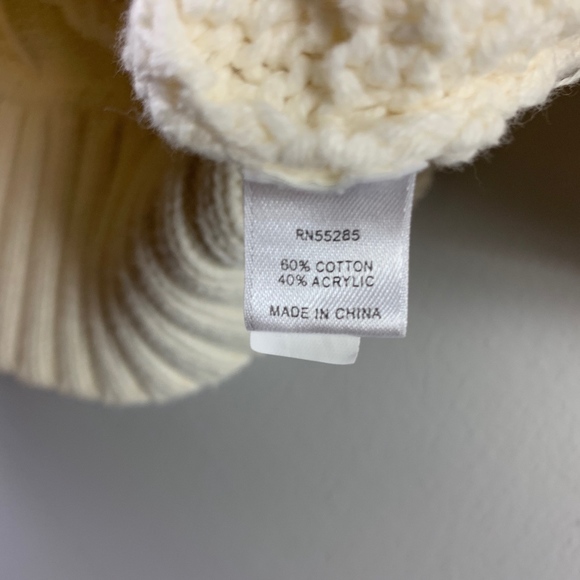 RN55285
60% COTTON
40% ACRYLIC
MADE IN CHINA